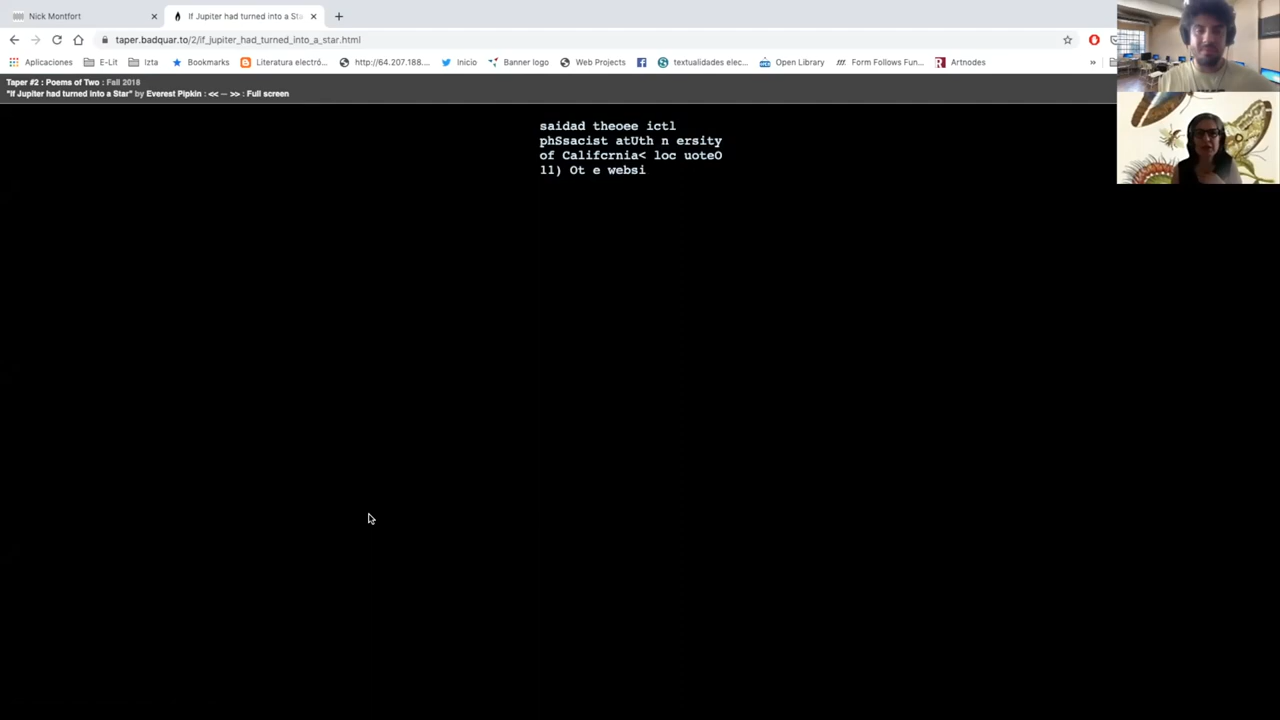 Nick Montfort
If Jupiter had turned into a Sta
taper.badquar.to/2/if_jupiter_had_turned_into_a_star.html
Aplicaciones E-Lit Izta Bookmarks Literatura electró... http://64.207.188.... Inicio Banner logo Web Projects textualidades elec... Open Library Form Follows Fun... Artnodes »
Taper #2 : Poems of Two : Fall 2018
"If Jupiter had turned into a Star" by Everest Pipkin : << — >> : Full screen
saidad theoee ictl
phSsacist atUth n ersity
of Califcrnia< loc uoteO
ll) Ot e websi